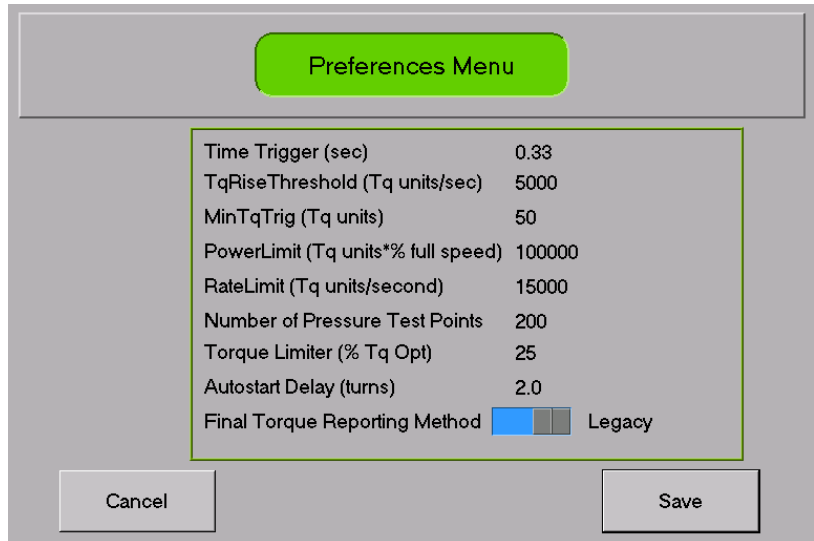 Preferences Menu
Time Trigger (sec) 0.33
TqRiseThreshold (Tq units/sec) 5000
MinTqTrig (Tq units) 50
PowerLimit (Tq units*% full speed) 100000
RateLimit (Tq units/second) 15000
Number of Pressure Test Points 200
Torque Limiter (% Tq Opt) 25
Autostart Delay (turns) 2.0
Final Torque Reporting Method Legacy
Cancel Save